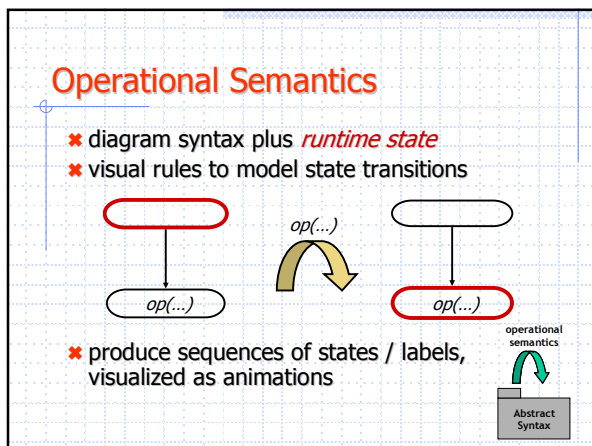 Operational Semantics
✖ diagram syntax plus runtime state
✖ visual rules to model state transitions
op(...)
op(...)
op(...)
✖ produce sequences of states / labels,
visualized as animations
operational
semantics
Abstract
Syntax